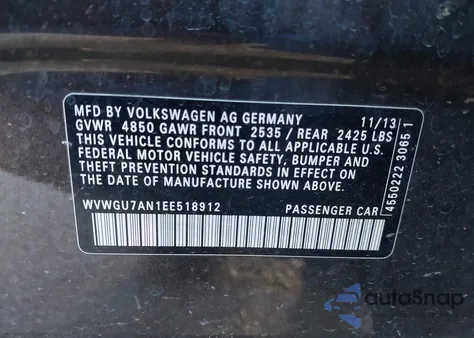 MFD BY VOLKSWAGEN AG GERMANY 11/13
GVWR 4850 GAWR FRONT 2535 / REAR 2425 LBS
THIS VEHICLE CONFORMS TO ALL APPLICABLE U.S.
FEDERAL MOTOR VEHICLE SAFETY, BUMPER AND
THEFT PREVENTION STANDARDS IN EFFECT ON
THE DATE OF MANUFACTURE SHOWN ABOVE.
WVWGU7AN1EE518912 PASSENGER CAR
4550222 3065 1
autoSnap